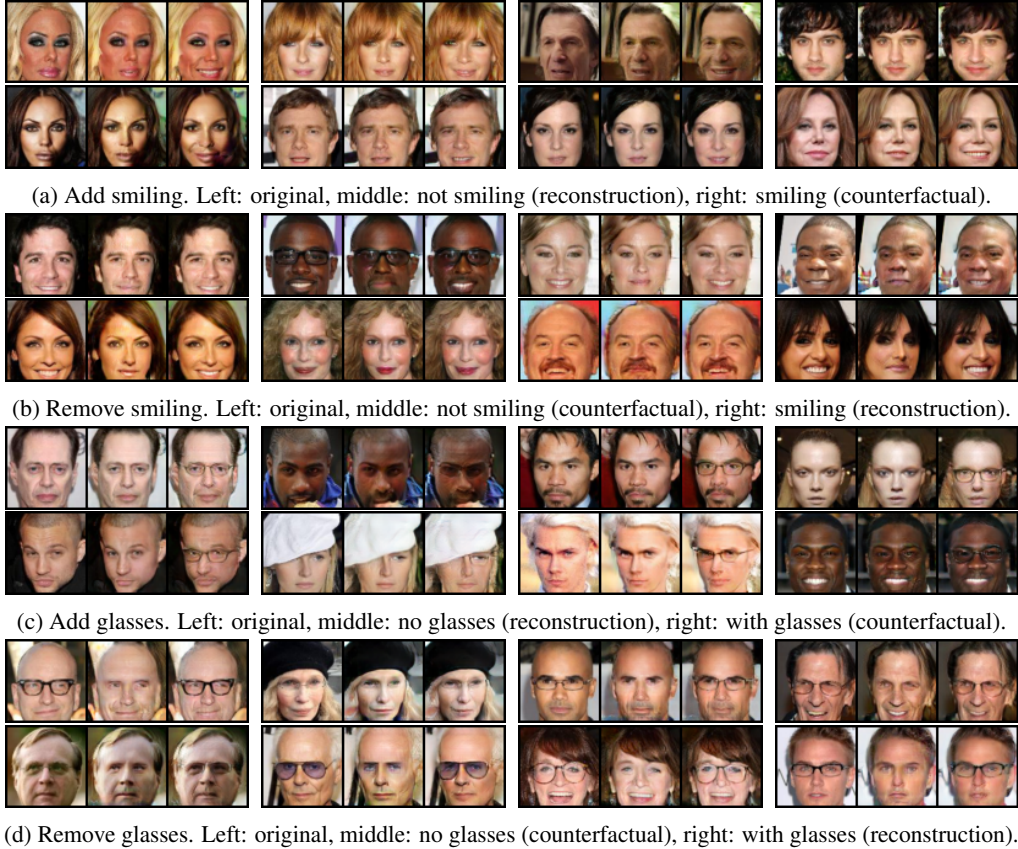 (a) Add smiling. Left: original, middle: not smiling (reconstruction), right: smiling (counterfactual).
(b) Remove smiling. Left: original, middle: not smiling (counterfactual), right: smiling (reconstruction).
(c) Add glasses. Left: original, middle: no glasses (reconstruction), right: with glasses (counterfactual).
(d) Remove glasses. Left: original, middle: no glasses (counterfactual), right: with glasses (reconstruction).